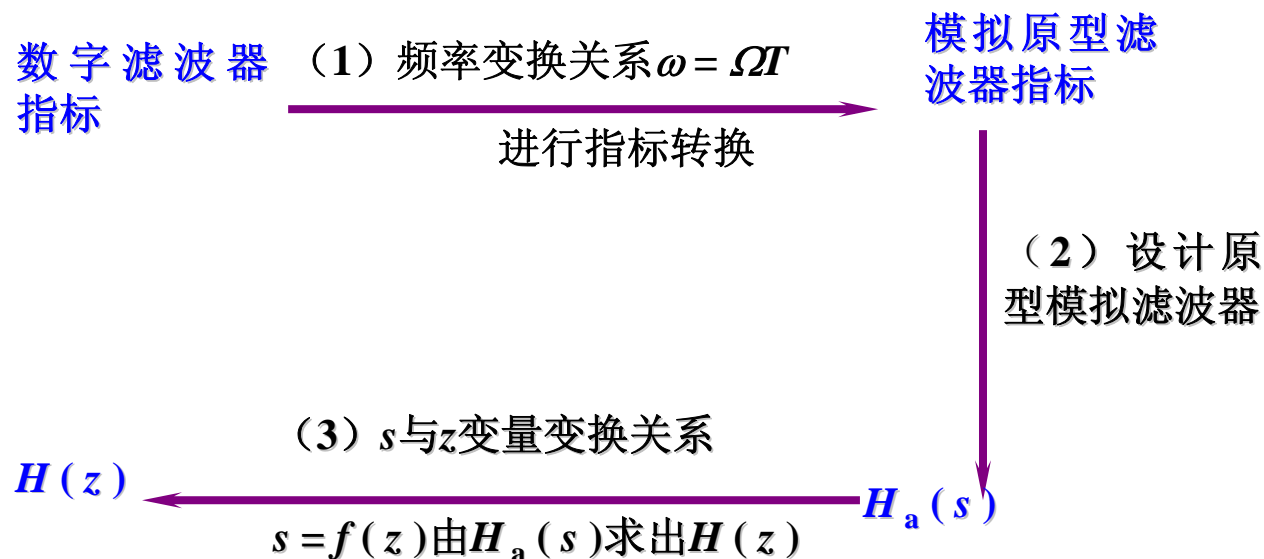 数字滤波器
指标
（1）频率变换关系ω = ΩT
进行指标转换
模拟原型滤
波器指标
（2）设计原
型模拟滤波器
（3）s与z变量变换关系
s = f ( z )由H a ( s )求出H ( z )
H ( z )
H a ( s )